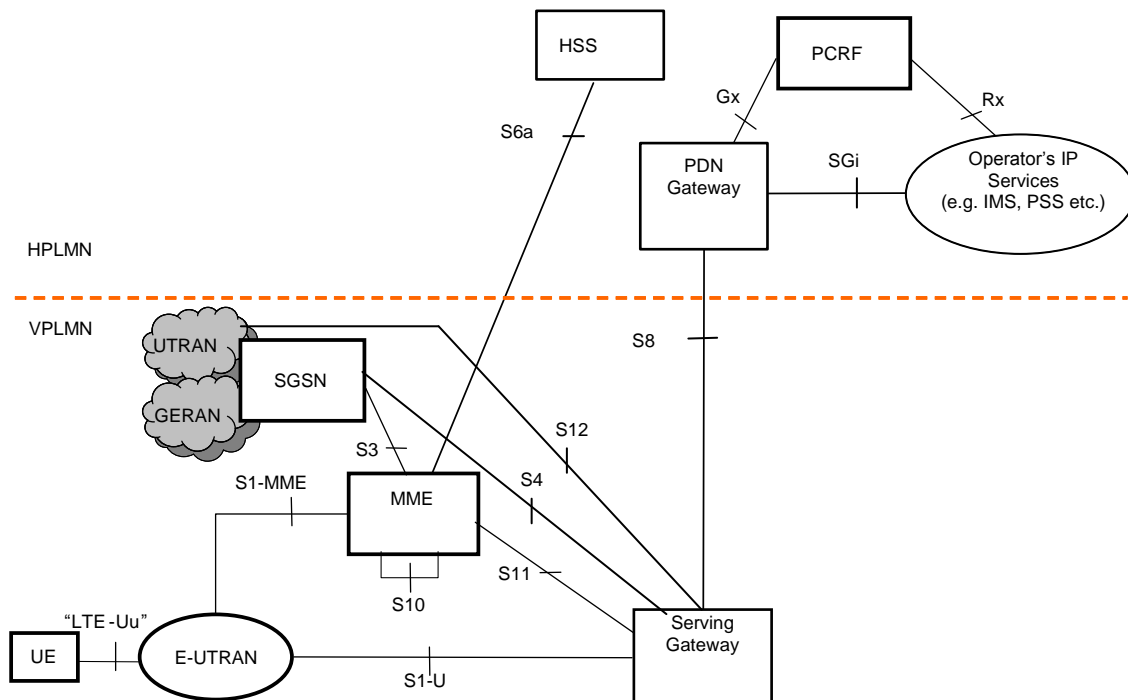 HSS
PCRF
Gx
Rx
S6a
PDN
Gateway
SGi
Operator's IP
Services
(e.g. IMS, PSS etc.)
HPLMN
VPLMN
UTRAN
S8
SGSN
GERAN
S12
S3
S4
S1-MME
MME
S11
S10
"LTE-Uu"
Serving
Gateway
UE
E-UTRAN
S1-U